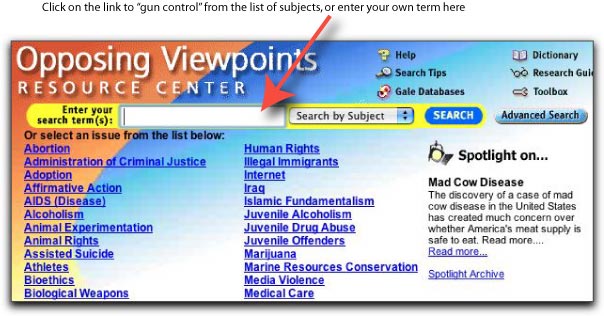 Click on the link to “gun control” from the list of subjects, or enter your own term here
Opposing Viewpoints
RESOURCE CENTER
Help
Search Tips
Gale Databases
Dictionary
Research Guide
Toolbox
Enter your
search term(s):
Search by Subject
SEARCH
Advanced Search
Or select an issue from the list below:
Abortion
Administration of Criminal Justice
Adoption
Affirmative Action
AIDS (Disease)
Alcoholism
Animal Experimentation
Animal Rights
Assisted Suicide
Athletes
Bioethics
Biological Weapons
Human Rights
Illegal Immigrants
Internet
Iraq
Islamic Fundamentalism
Juvenile Alcoholism
Juvenile Drug Abuse
Juvenile Offenders
Marijuana
Marine Resources Conservation
Media Violence
Medical Care
Spotlight on...
Mad Cow Disease
The discovery of a case of mad
cow disease in the United States
has created much concern over
whether America's meat supply is
safe to eat. Read more....
Read more...
Spotlight Archive